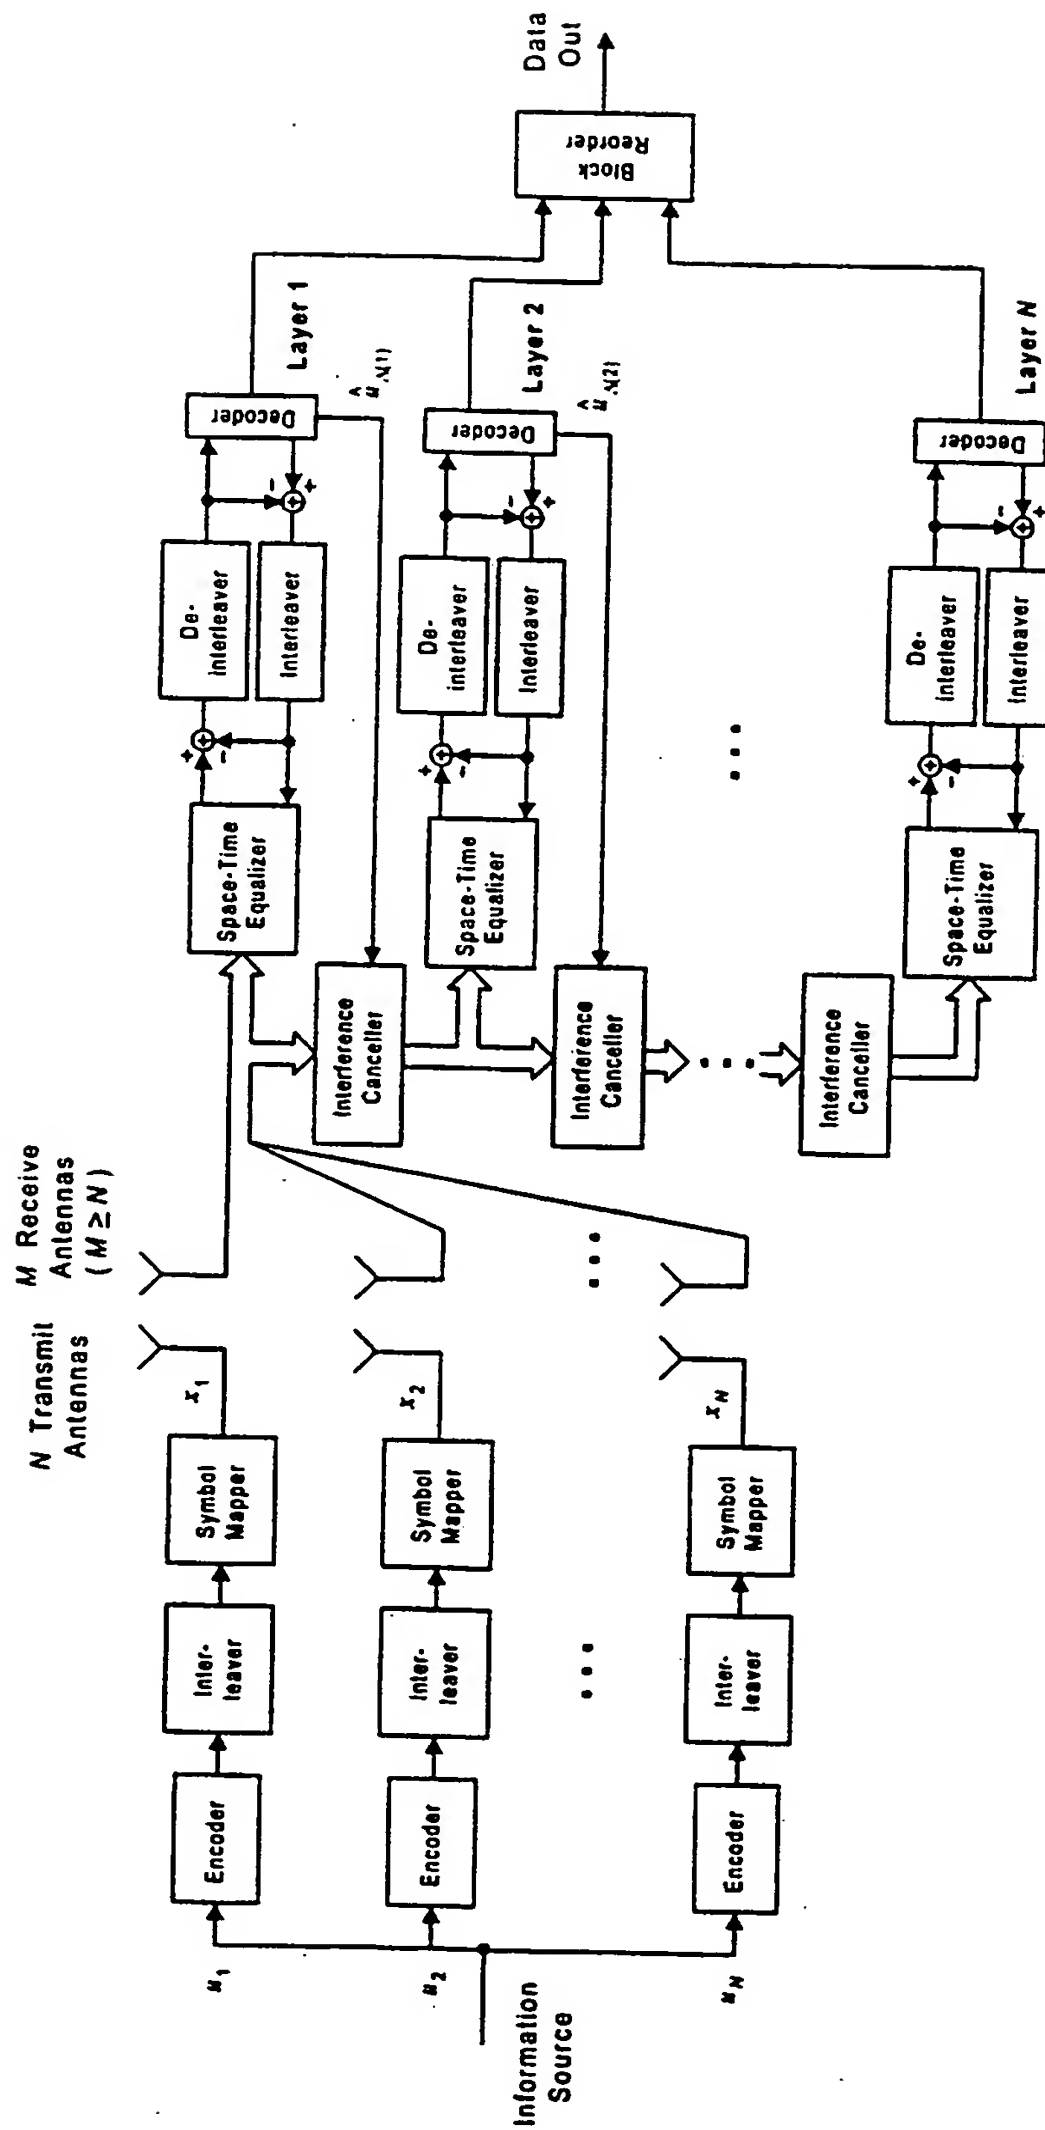 N Transmit
Antennas
M Receive
Antennas
(M ≥ N)
Information
Source
u1
u2
uN
Encoder
Inter-
leaver
Symbol
Mapper
x1
Encoder
Inter-
leaver
Symbol
Mapper
x2
Encoder
Inter-
leaver
Symbol
Mapper
xN
Space-Time
Equalizer
+
-
De-
interleaver
Interleaver
-
+
Decoder
Layer 1
Interference
Canceller
Space-Time
Equalizer
+
-
De-
interleaver
Interleaver
-
+
Decoder
Layer 2
Interference
Canceller
Interference
Canceller
Space-Time
Equalizer
+
-
De-
interleaver
Interleaver
-
+
Decoder
Layer N
Block
Reorder
Data
Out